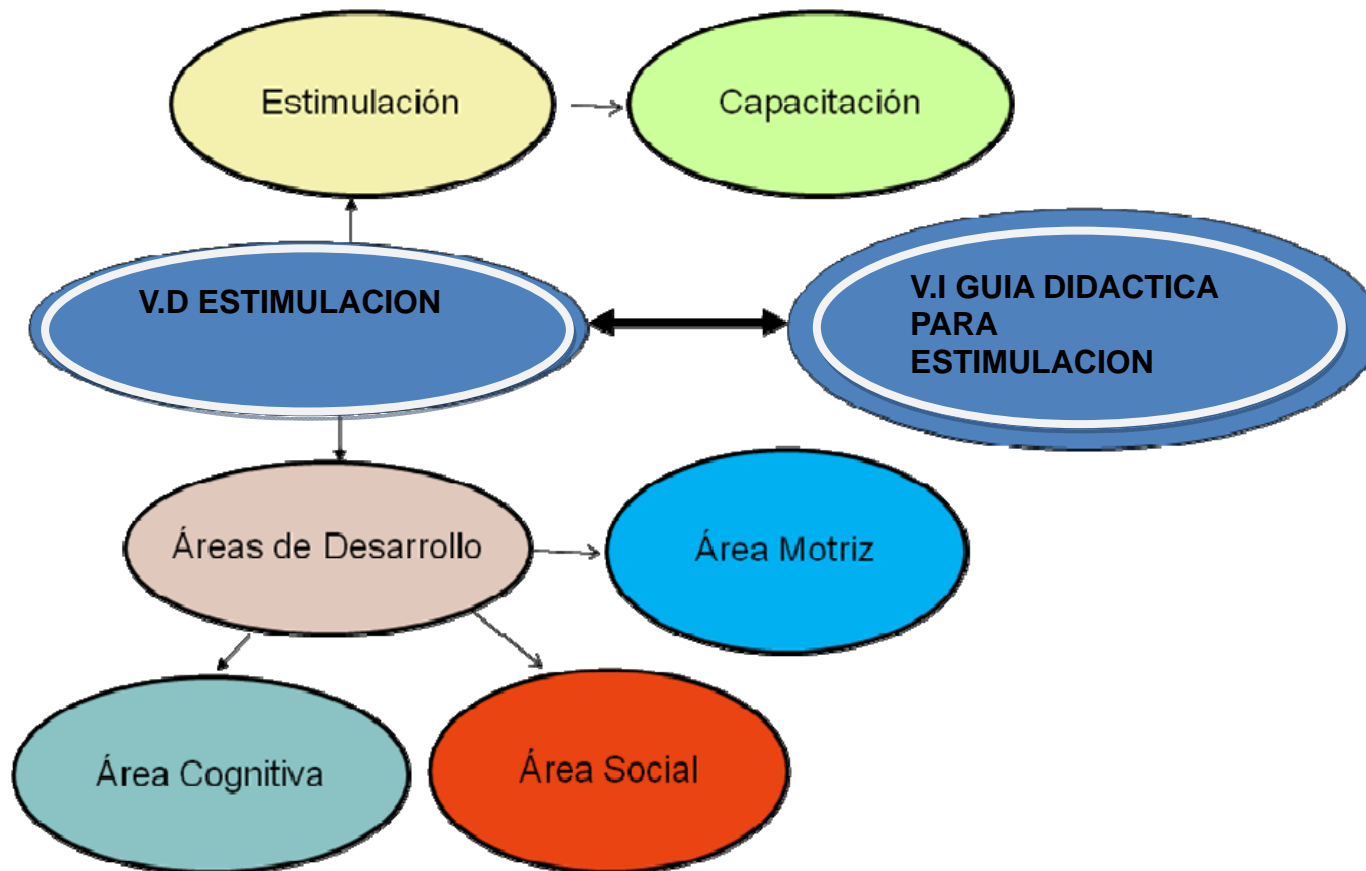 Estimulación
Capacitación
V.D ESTIMULACION
V.I GUIA DIDACTICA
PARA
ESTIMULACION
Áreas de Desarrollo
Área Motriz
Área Cognitiva
Área Social